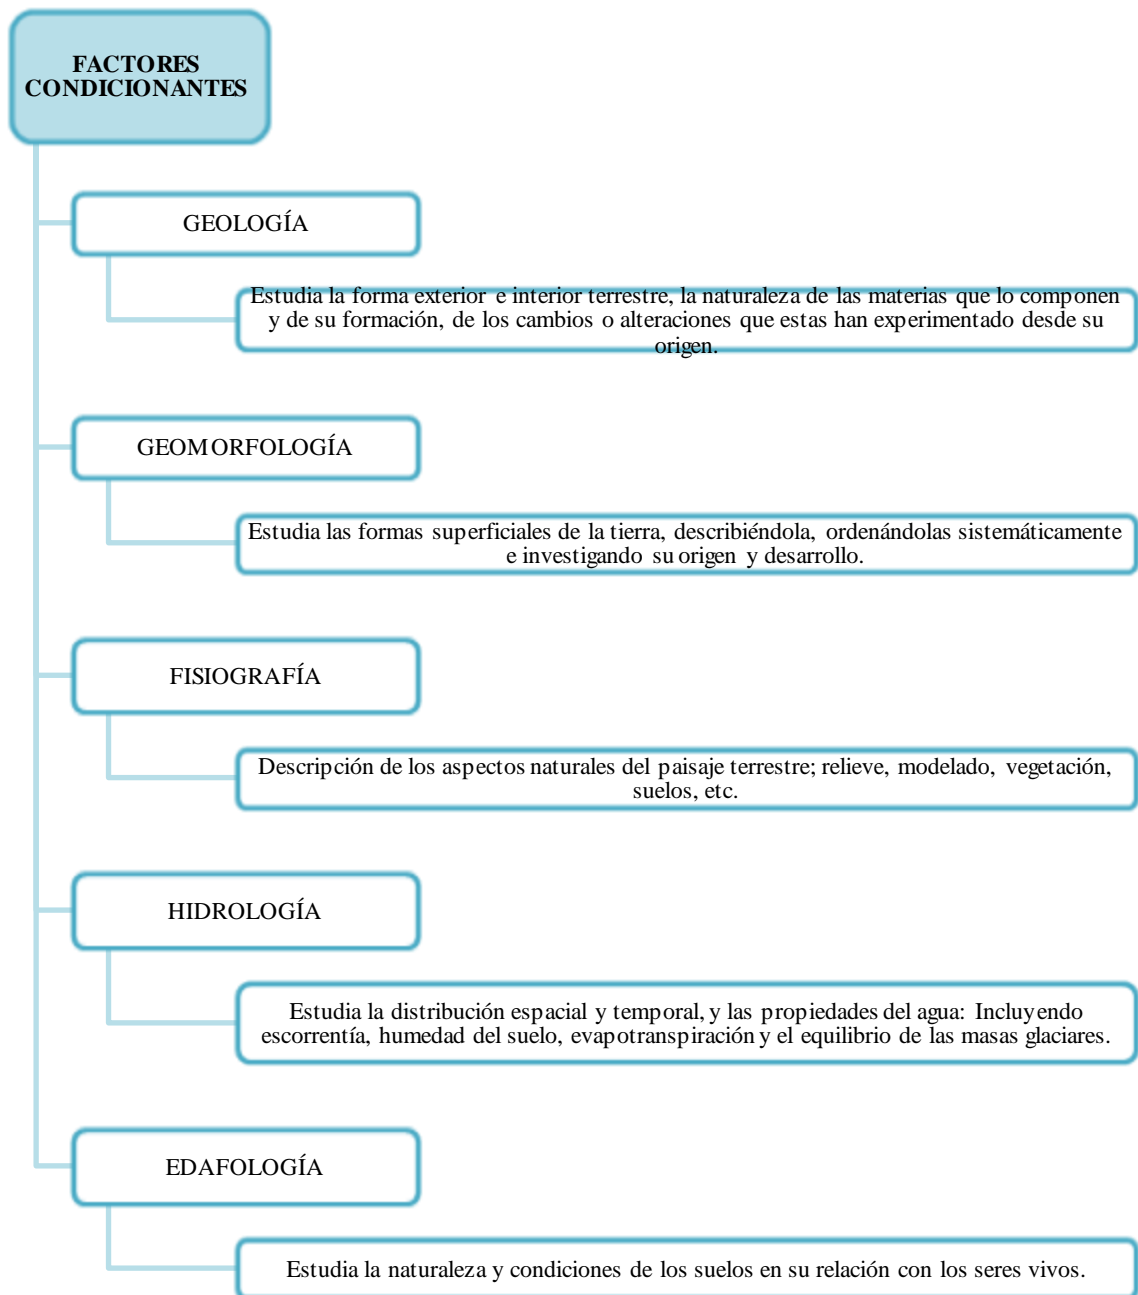 FACTORES
CONDICIONANTES
GEOLOGÍA
Estudia la forma exterior e interior terrestre, la naturaleza de las materias que lo componen
y de su formación, de los cambios o alteraciones que estas han experimentado desde su
origen.
GEOMORFOLOGÍA
Estudia las formas superficiales de la tierra, describiéndola, ordenándolas sistemáticamente
e investigando su origen y desarrollo.
FISIOGRAFÍA
Descripción de los aspectos naturales del paisaje terrestre; relieve, modelado, vegetación,
suelos, etc.
HIDROLOGÍA
Estudia la distribución espacial y temporal, y las propiedades del agua: Incluyendo
escorrentía, humedad del suelo, evapotranspiración y el equilibrio de las masas glaciares.
EDAFOLOGÍA
Estudia la naturaleza y condiciones de los suelos en su relación con los seres vivos.